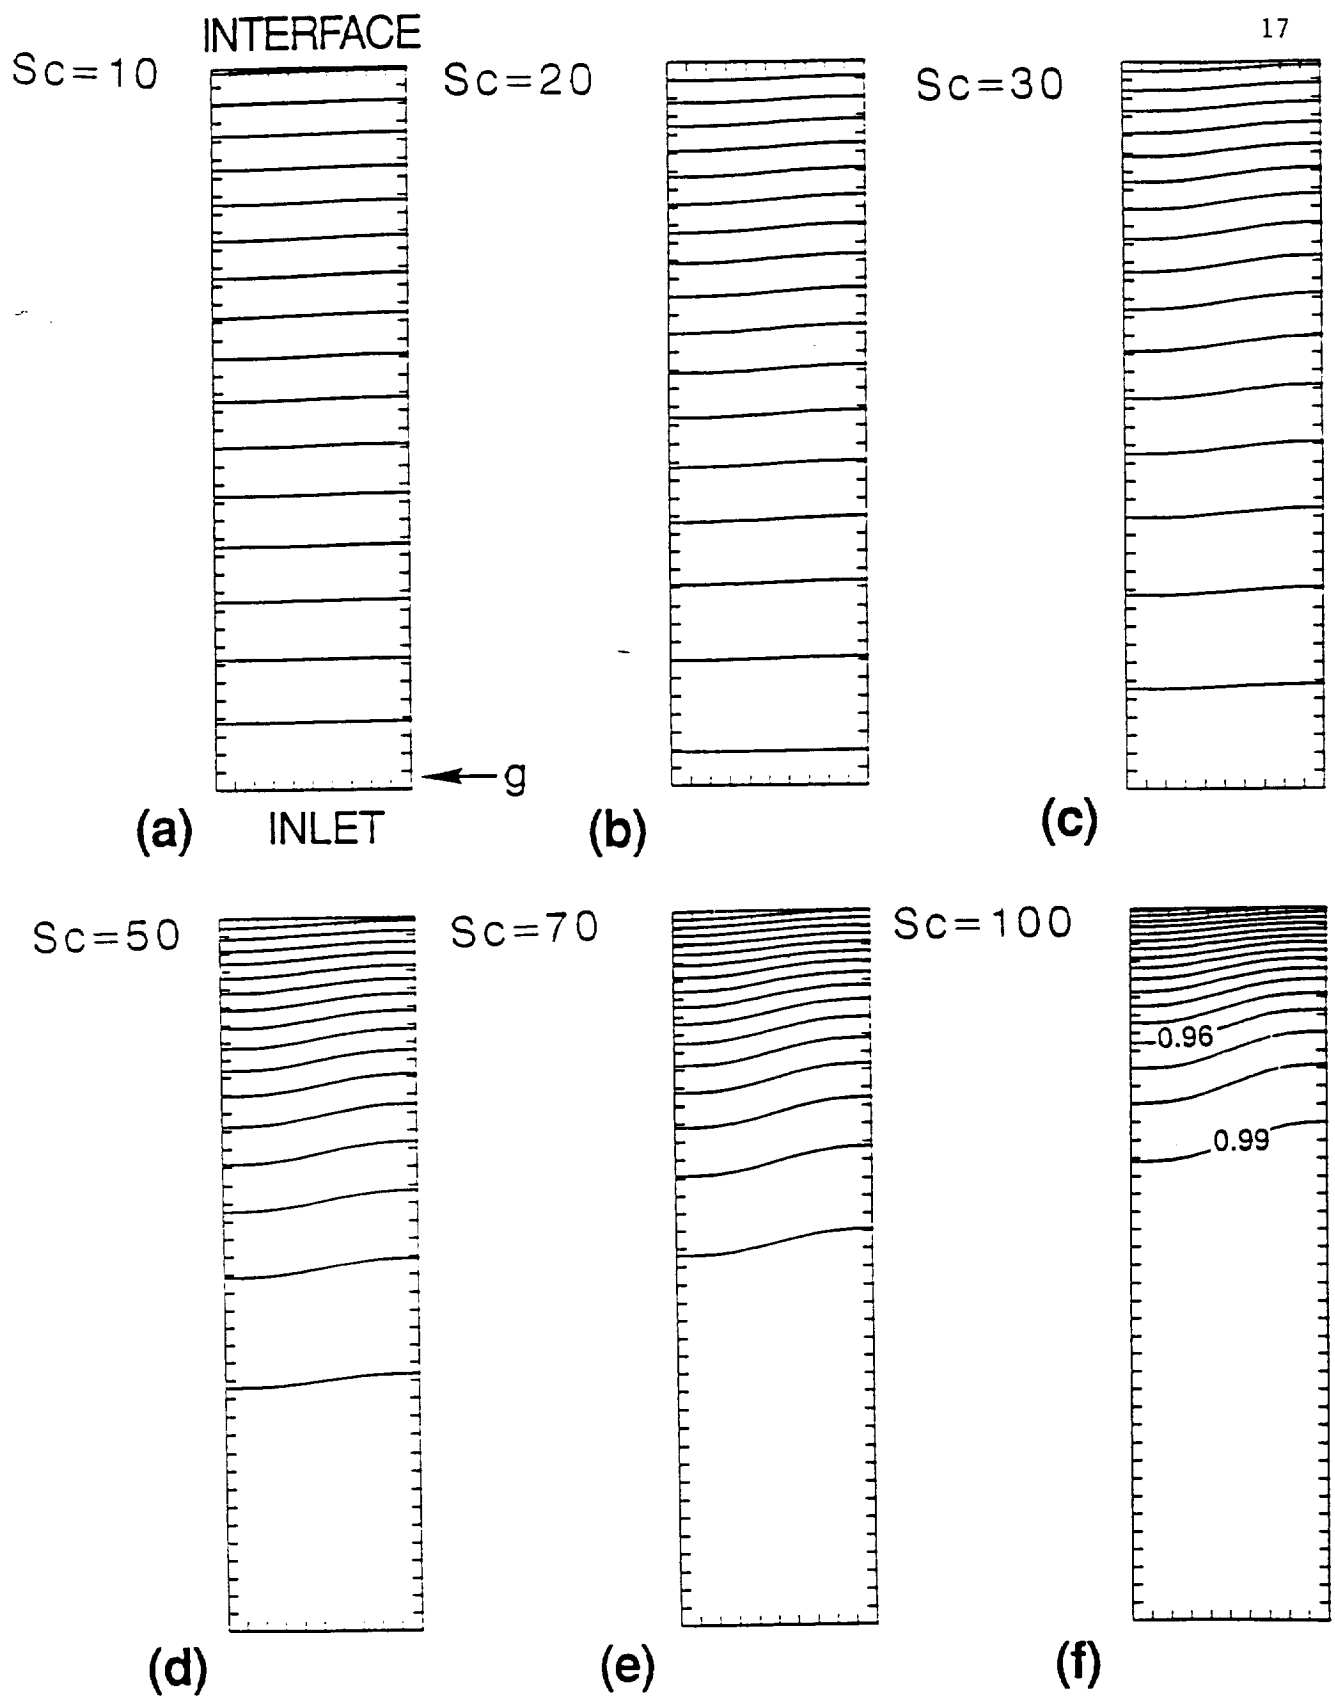 17
INTERFACE
Sc=10
Sc=20
Sc=30
g
(a)
INLET
(b)
(c)
Sc=50
Sc=70
Sc=100
0.96
0.99
(d)
(e)
(f)